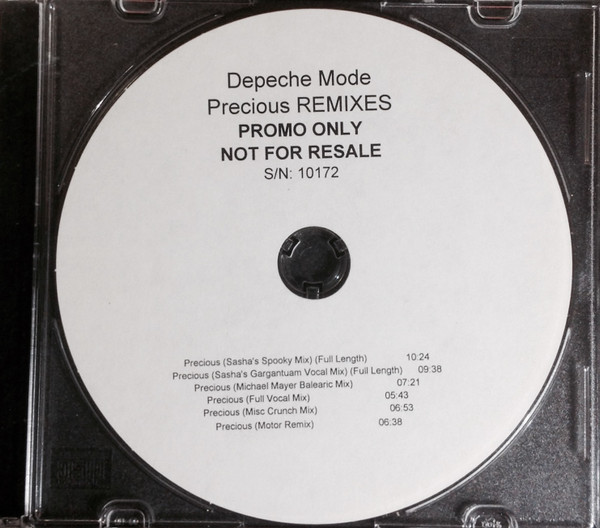 Depeche Mode
Precious REMIXES
PROMO ONLY
NOT FOR RESALE
S/N: 10172
Precious (Sasha's Spooky Mix) (Full Length) 10:24
Precious (Sasha's Gargantuam Vocal Mix) (Full Length) 09:38
Precious (Michael Mayer Balearic Mix) 07:21
Precious (Full Vocal Mix) 05:43
Precious (Misc Crunch Mix) 06:53
Precious (Motor Remix) 06:38